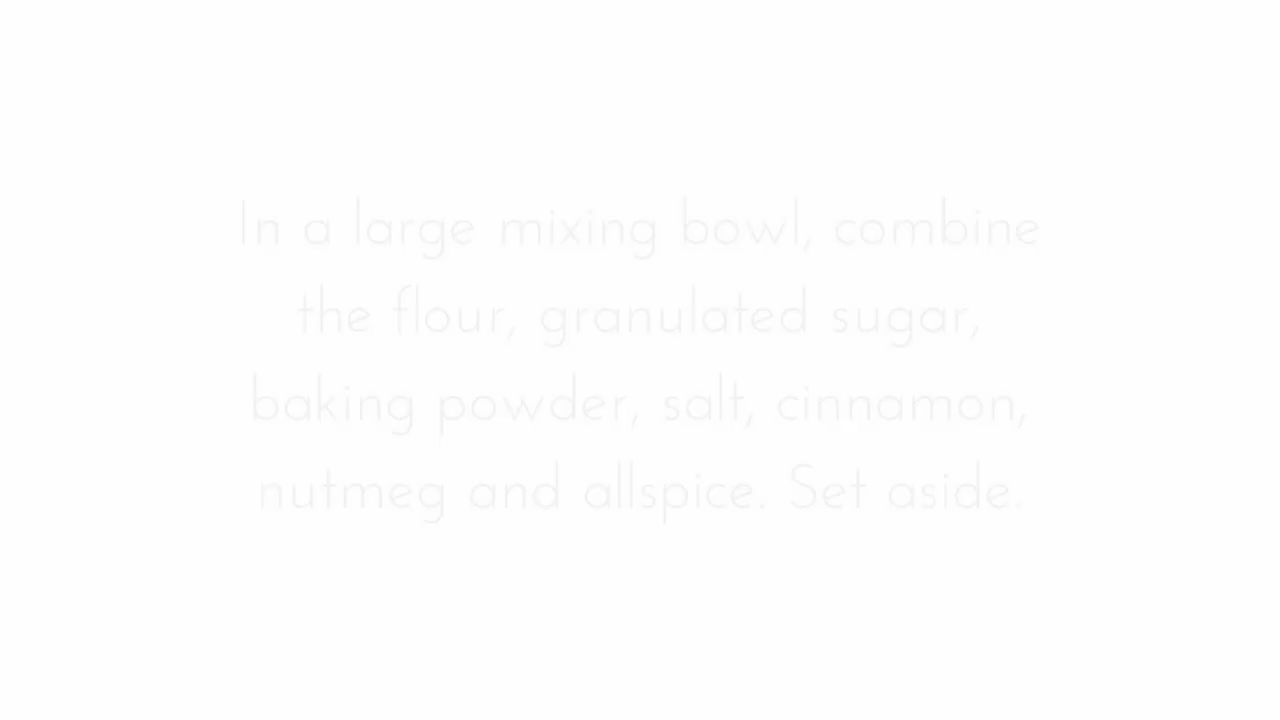 In a large mixing bowl, combine
the flour, granulated sugar,
baking powder, salt, cinnamon,
nutmeg and allspice. Set aside.